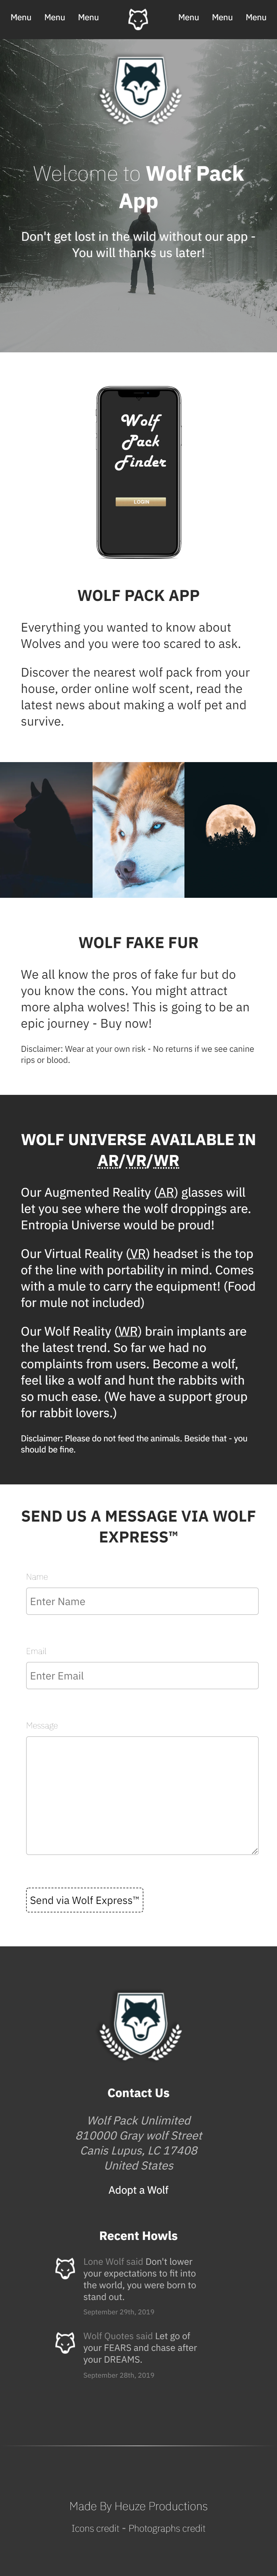 Menu Menu Menu Menu Menu Menu
Welcome to Wolf Pack
App
Don't get lost in the wild without our app -
You will thanks us later!
Wolf
Pack
Finder
LOGIN
WOLF PACK APP
Everything you wanted to know about
Wolves and you were too scared to ask.
Discover the nearest wolf pack from your
house, order online wolf scent, read the
latest news about making a wolf pet and
survive.
WOLF FAKE FUR
We all know the pros of fake fur but do
you know the cons. You might attract
more alpha wolves! This is going to be an
epic journey - Buy now!
Disclaimer: Wear at your own risk - No returns if we see canine
rips or blood.
WOLF UNIVERSE AVAILABLE IN
AR/VR/WR
Our Augmented Reality (AR) glasses will
let you see where the wolf droppings are.
Entropia Universe would be proud!
Our Virtual Reality (VR) headset is the top
of the line with portability in mind. Comes
with a mule to carry the equipment! (Food
for mule not included)
Our Wolf Reality (WR) brain implants are
the latest trend. So far we had no
complaints from users. Become a wolf,
feel like a wolf and hunt the rabbits with
so much ease. (We have a support group
for rabbit lovers.)
Disclaimer: Please do not feed the animals. Beside that - you
should be fine.
SEND US A MESSAGE VIA WOLF
EXPRESS™
Name
Enter Name
Email
Enter Email
Message
Send via Wolf Express™
Contact Us
Wolf Pack Unlimited
810000 Gray wolf Street
Canis Lupus, LC 17408
United States
Adopt a Wolf
Recent Howls
Lone Wolf said Don't lower
your expectations to fit into
the world, you were born to
stand out.
September 29th, 2019
Wolf Quotes said Let go of
your FEARS and chase after
your DREAMS.
September 28th, 2019
Made By Heuze Productions
Icons credit - Photographs credit